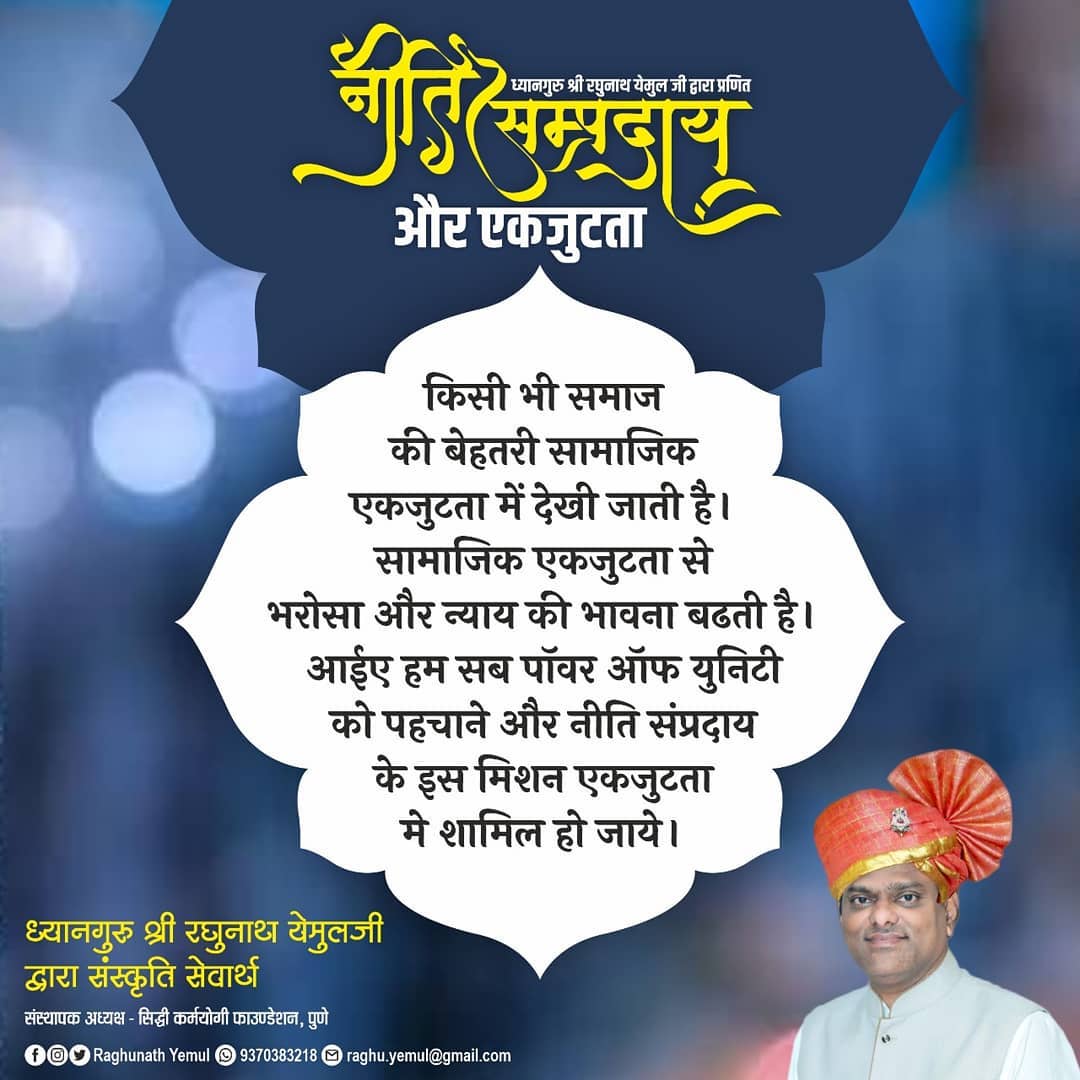 ध्यानगुरु श्री रघुनाथ येमुल जी द्वारा प्रणित
नीति सम्प्रदाय
और एकजुटता
किसी भी समाज
की बेहतरी सामाजिक
एकजुटता में देखी जाती है।
सामाजिक एकजुटता से
भरोसा और न्याय की भावना बढती है।
आईए हम सब पॉवर ऑफ युनिटी
को पहचाने और नीति संप्रदाय
के इस मिशन एकजुटता
मे शामिल हो जाये।
ध्यानगुरु श्री रघुनाथ येमुलजी
द्वारा संस्कृति सेवार्थ
संस्थापक अध्यक्ष - सिद्धी कर्मयोगी फाउण्डेशन, पुणे
Raghunath Yemul 9370383218 raghu.yemul@gmail.com